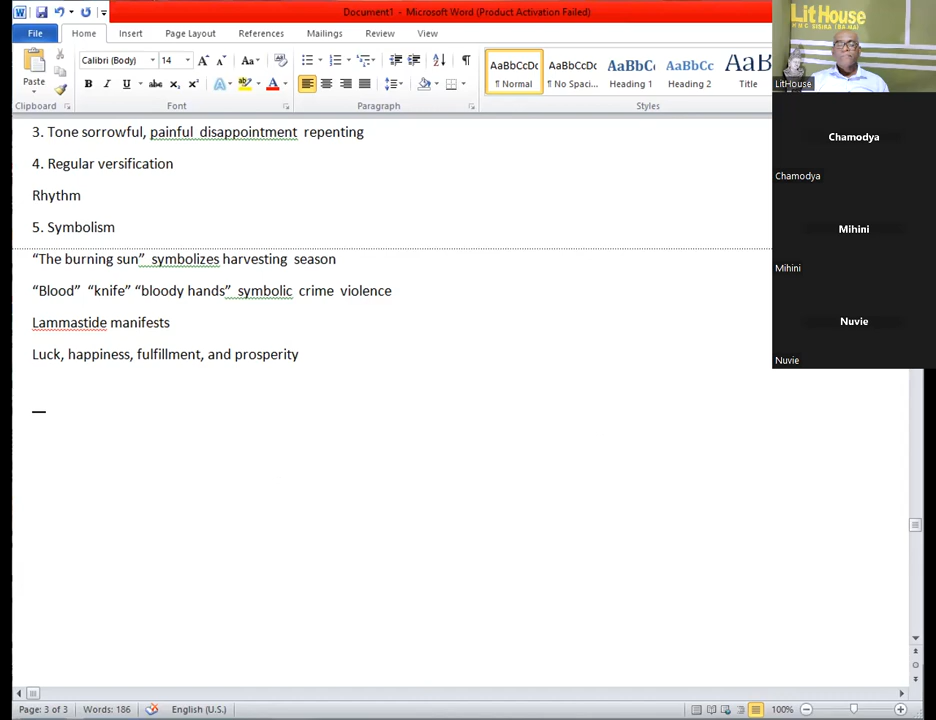 Document1 - Microsoft Word (Product Activation Failed)
File Home Insert Page Layout References Mailings Review View
Calibri (Body) 14
Paste
AaBbCcDc AaBbCcDc AaBbC AaBbCc AaB
¶ Normal ¶ No Spaci... Heading 1 Heading 2 Title
Clipboard Font Paragraph Styles
3. Tone sorrowful, painful disappointment repenting
4. Regular versification
Rhythm
5. Symbolism
“The burning sun” symbolizes harvesting season
“Blood” “knife” “bloody hands” symbolic crime violence
Lammastide manifests
Luck, happiness, fulfillment, and prosperity
Lit House
LitHouse
Chamodya
Chamodya
Mihini
Mihini
Nuvie
Nuvie
Page: 3 of 3 Words: 186 English (U.S.) 100%